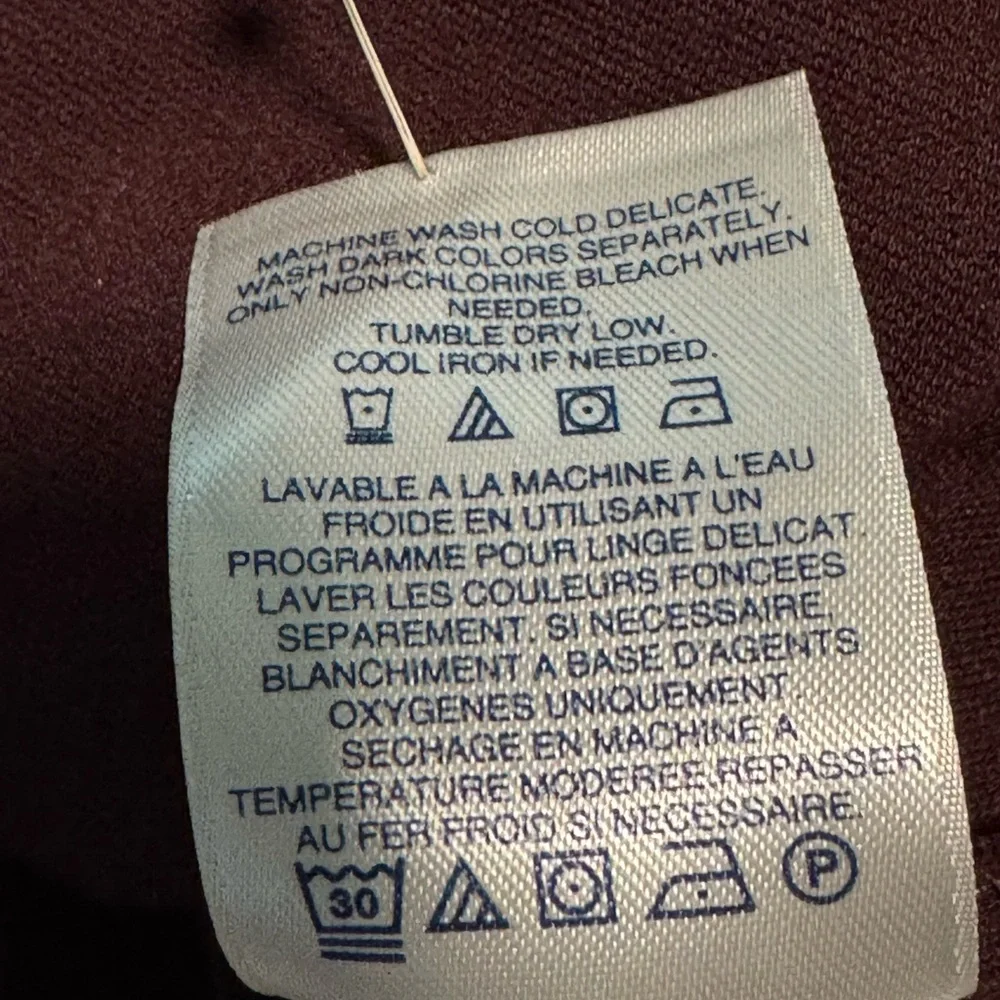 MACHINE WASH COLD DELICATE.
WASH DARK COLORS SEPARATELY.
ONLY NON-CHLORINE BLEACH WHEN
NEEDED.
TUMBLE DRY LOW.
COOL IRON IF NEEDED.
LAVABLE A LA MACHINE A L'EAU
FROIDE EN UTILISANT UN
PROGRAMME POUR LINGE DELICAT.
LAVER LES COULEURS FONCEES
SEPAREMENT. SI NECESSAIRE,
BLANCHIMENT A BASE D'AGENTS
OXYGENES UNIQUEMENT.
SECHAGE EN MACHINE A
TEMPERATURE MODEREE.REPASSER
AU FER FROID SI NECESSAIRE.
30 P